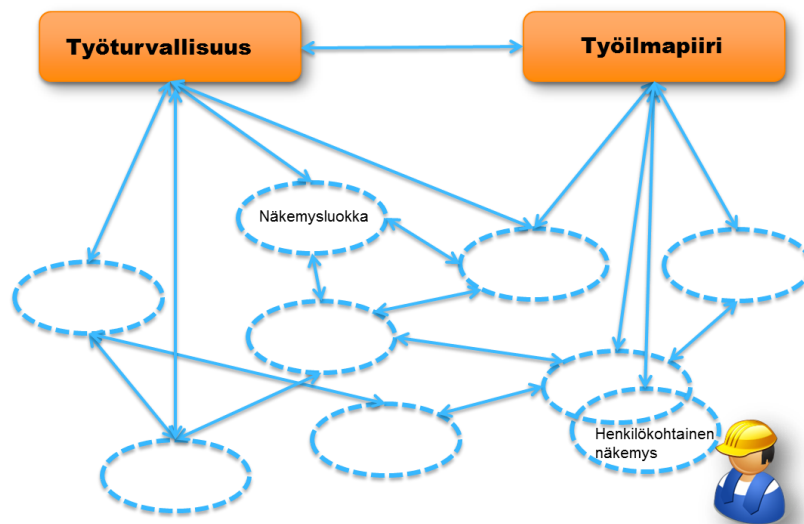 Työturvallisuus
Työilmapiiri
Näkemysluokka
Henkilökohtainen
näkemys